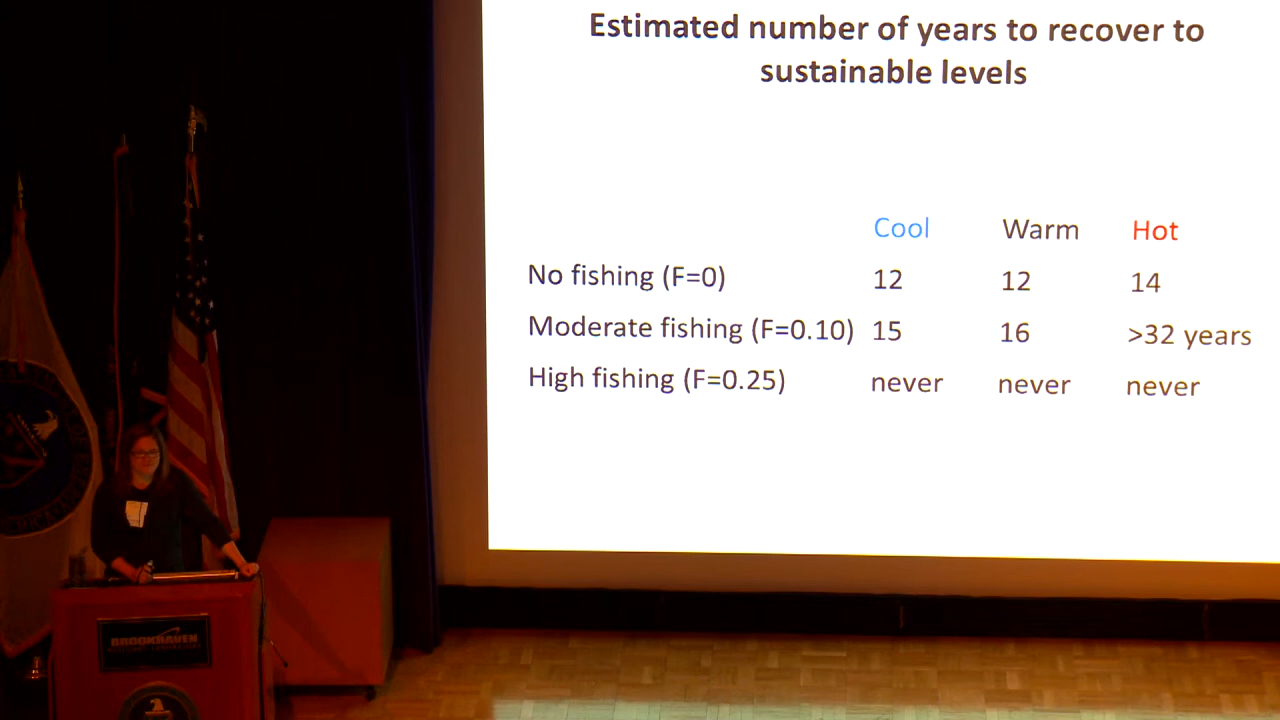 Estimated number of years to recover to
sustainable levels
Cool Warm Hot
No fishing (F=0) 12 12 14
Moderate fishing (F=0.10) 15 16 >32 years
High fishing (F=0.25) never never never
BROOKHAVEN